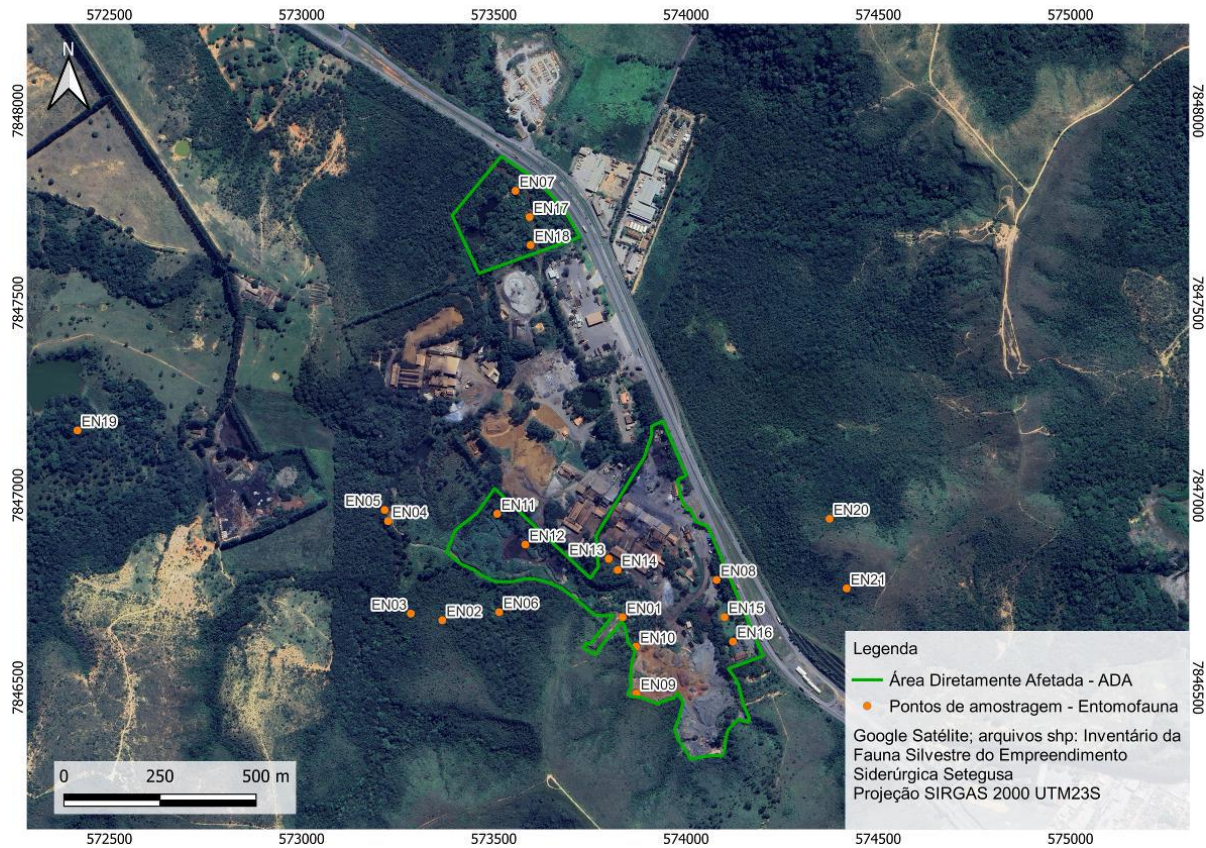 572500 573000 573500 574000 574500 575000
N
7848000 7848000
EN07
EN17
EN18
7847500 7847500
EN19
EN05
EN04
EN11
7847000 7847000
EN20
EN12
EN13
EN14
EN08
EN21
EN03
EN02
EN06
EN01
EN15
EN16
EN10
EN09
7846500 7846500
Legenda
Área Diretamente Afetada - ADA
Pontos de amostragem - Entomofauna
Google Satélite; arquivos shp: Inventário da
Fauna Silvestre do Empreendimento
Siderúrgica Setegusa
Projeção SIRGAS 2000 UTM23S
0 250 500 m
572500 573000 573500 574000 574500 575000